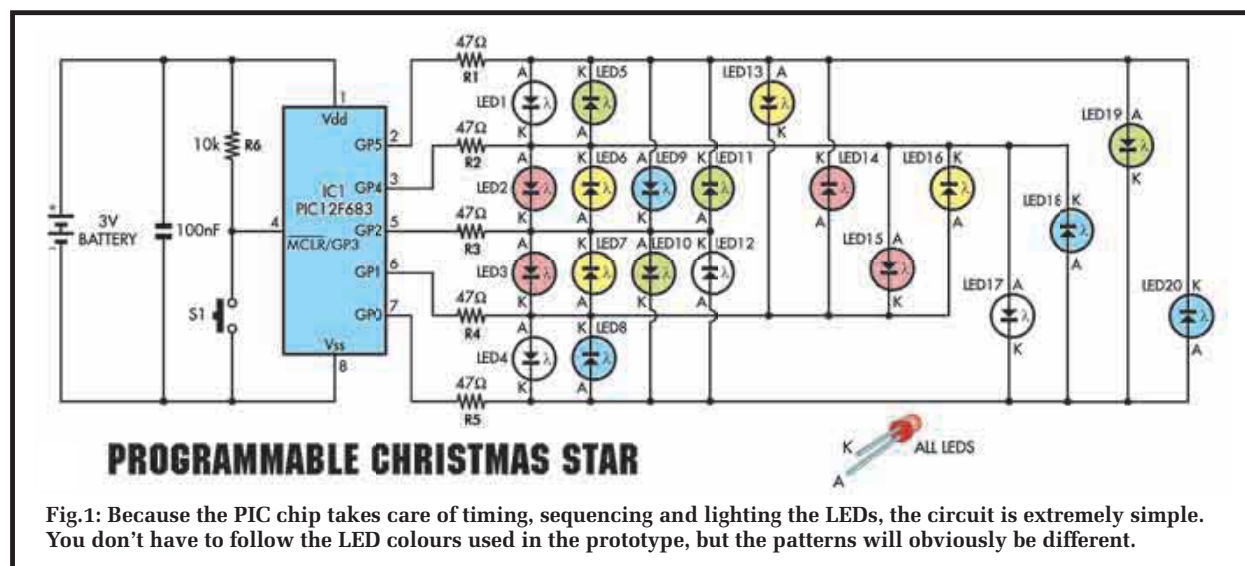 47Ω
R1
A
K
LED5
LED13
A
LED1
λ
λ
λ
K
A
K
LED19
A
λ
K
1
Vdd
10k
R6
GP5
2
47Ω
R2
LED6
LED9
LED11
K
A
K
A
K
LED14
LED16
K
GP4
3
LED2
λ
λ
λ
λ
λ
λ
K
A
K
A
A
A
LED18
K
λ
A
IC1
PIC12F683
3V
BATTERY
+
100nF
4
MCLR/GP3
GP2
5
47Ω
R3
A
K
LED7
A
LED10
K
LED12
LED15
A
λ
K
LED3
λ
λ
λ
λ
K
A
K
A
LED17
A
λ
K
LED20
K
λ
A
GP1
6
47Ω
R4
S1
GP0
7
A
K
LED8
LED4
λ
λ
K
A
Vss
8
47Ω
R5
PROGRAMMABLE CHRISTMAS STAR
K
A
ALL LEDS
Fig.1: Because the PIC chip takes care of timing, sequencing and lighting the LEDs, the circuit is extremely simple.
You don't have to follow the LED colours used in the prototype, but the patterns will obviously be different.